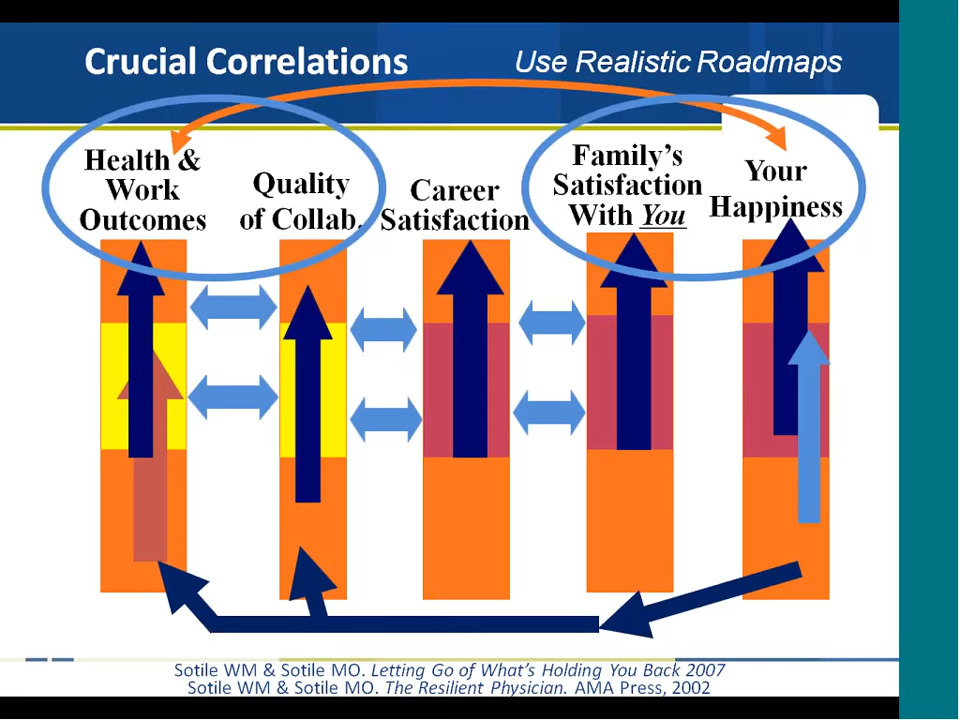 Crucial Correlations
Use Realistic Roadmaps
Health &
Work
Outcomes
Quality
of Collab.
Career
Satisfaction
Family’s
Satisfaction
With You
Your
Happiness
Sotile WM & Sotile MO. Letting Go of What’s Holding You Back 2007
Sotile WM & Sotile MO. The Resilient Physician. AMA Press, 2002